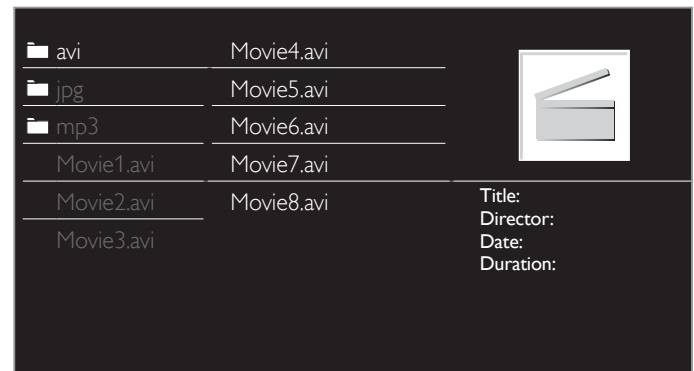 avi
jpg
mp3
Movie1.avi
Movie2.avi
Movie3.avi
Movie4.avi
Movie5.avi
Movie6.avi
Movie7.avi
Movie8.avi
Title:
Director:
Date:
Duration: